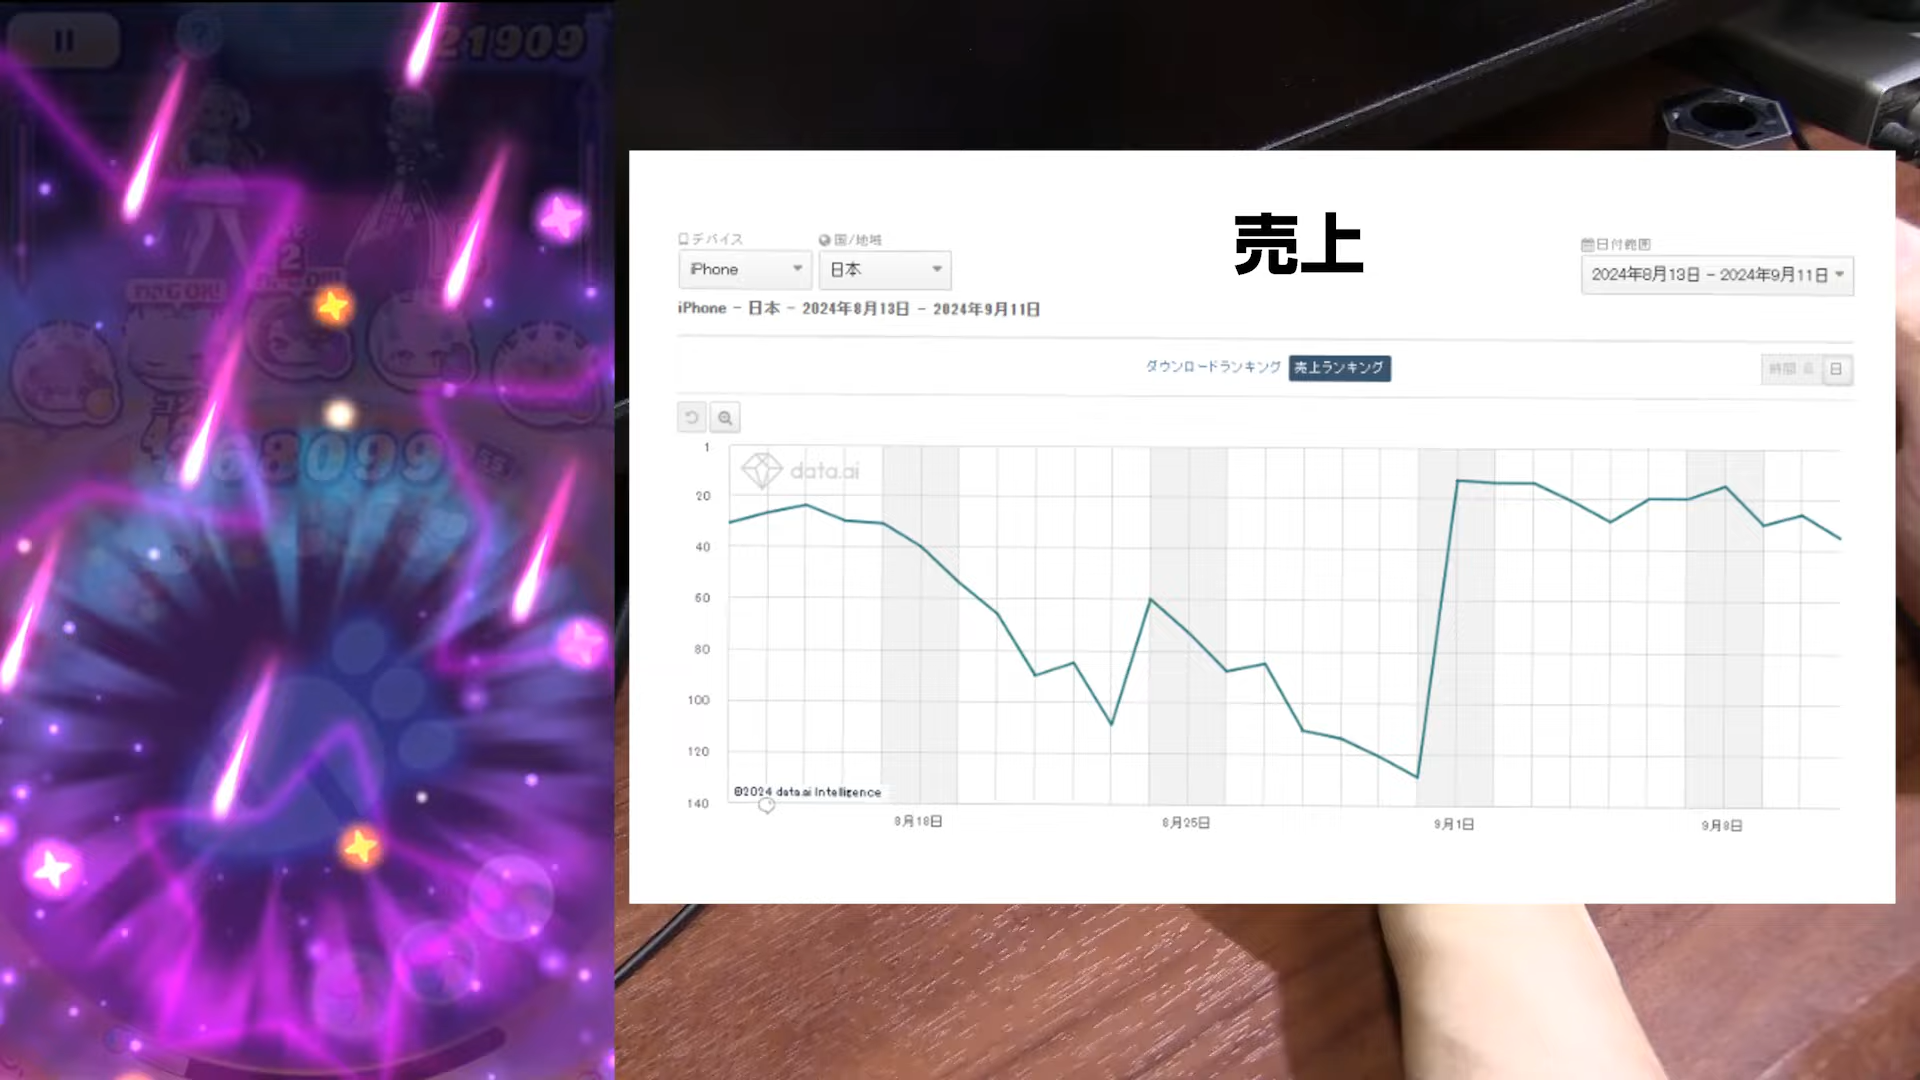 21909
268099
売上
デバイス
国/地域
日付範囲
iPhone
日本
2024年8月13日 - 2024年9月11日
iPhone - 日本 - 2024年8月13日 - 2024年9月11日
ダウンロードランキング
売上ランキング
時間
日
data.ai
1
20
40
60
80
100
120
140
©2024 data.ai Intelligence
8月18日
8月25日
9月1日
9月8日